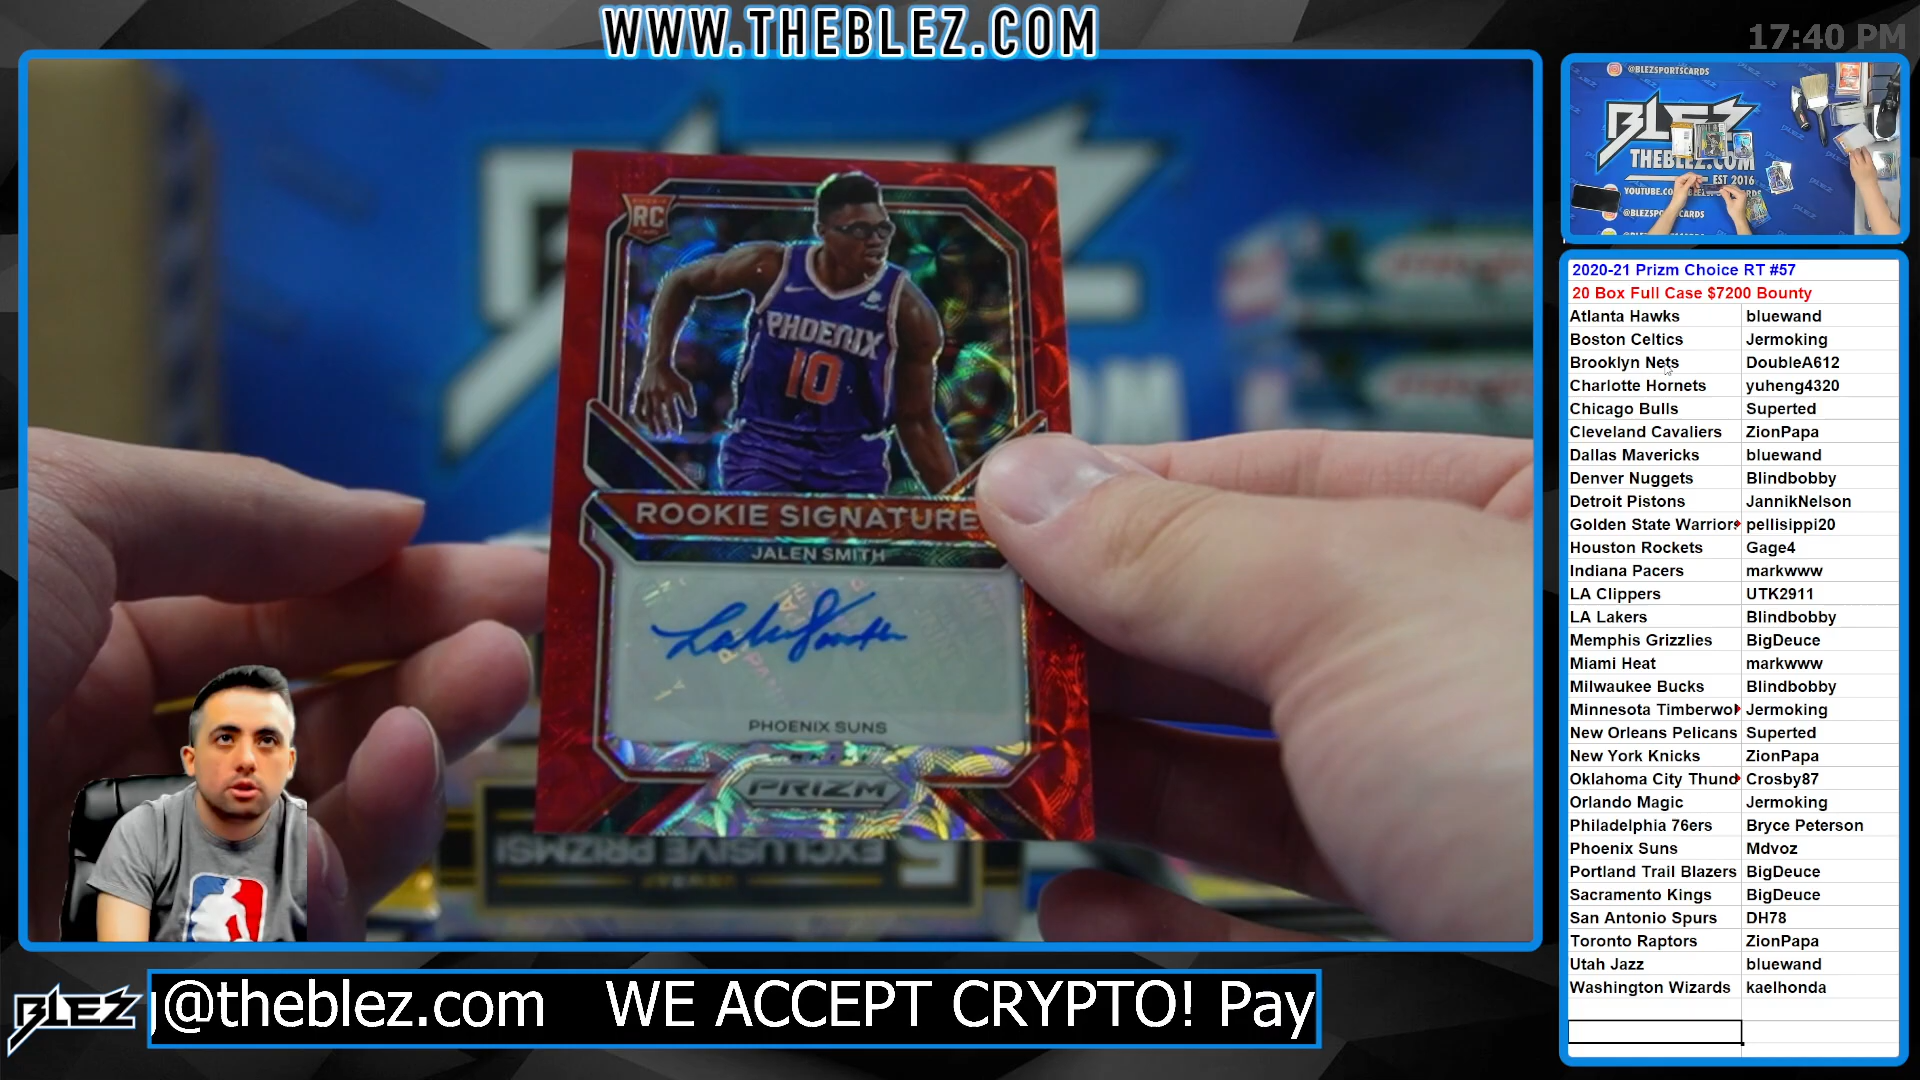 WWW.THEBLEZ.COM
17:40 PM
RC
PHOENIX
10
ROOKIE SIGNATURE
JALEN SMITH
PHOENIX SUNS
PRIZM
5
EXCLUSIVE PRIZMS!
@BLEZSPORTSCARDS
BLEZ
THEBLEZ.COM
EST 2016
2020-21 Prizm Choice RT #57
20 Box Full Case $7200 Bounty
Atlanta Hawks bluewand
Boston Celtics Jermoking
Brooklyn Nets DoubleA612
Charlotte Hornets yuheng4320
Chicago Bulls Superted
Cleveland Cavaliers ZionPapa
Dallas Mavericks bluewand
Denver Nuggets Blindbobby
Detroit Pistons JannikNelson
Golden State Warriors pellisippi20
Houston Rockets Gage4
Indiana Pacers markwww
LA Clippers UTK2911
LA Lakers Blindbobby
Memphis Grizzlies BigDeuce
Miami Heat markwww
Milwaukee Bucks Blindbobby
Minnesota Timberwol Jermoking
New Orleans Pelicans Superted
New York Knicks ZionPapa
Oklahoma City Thund Crosby87
Orlando Magic Jermoking
Philadelphia 76ers Bryce Peterson
Phoenix Suns Mdvoz
Portland Trail Blazers BigDeuce
Sacramento Kings BigDeuce
San Antonio Spurs DH78
Toronto Raptors ZionPapa
Utah Jazz bluewand
Washington Wizards kaelhonda
BLEZ
@theblez.com WE ACCEPT CRYPTO! Pay